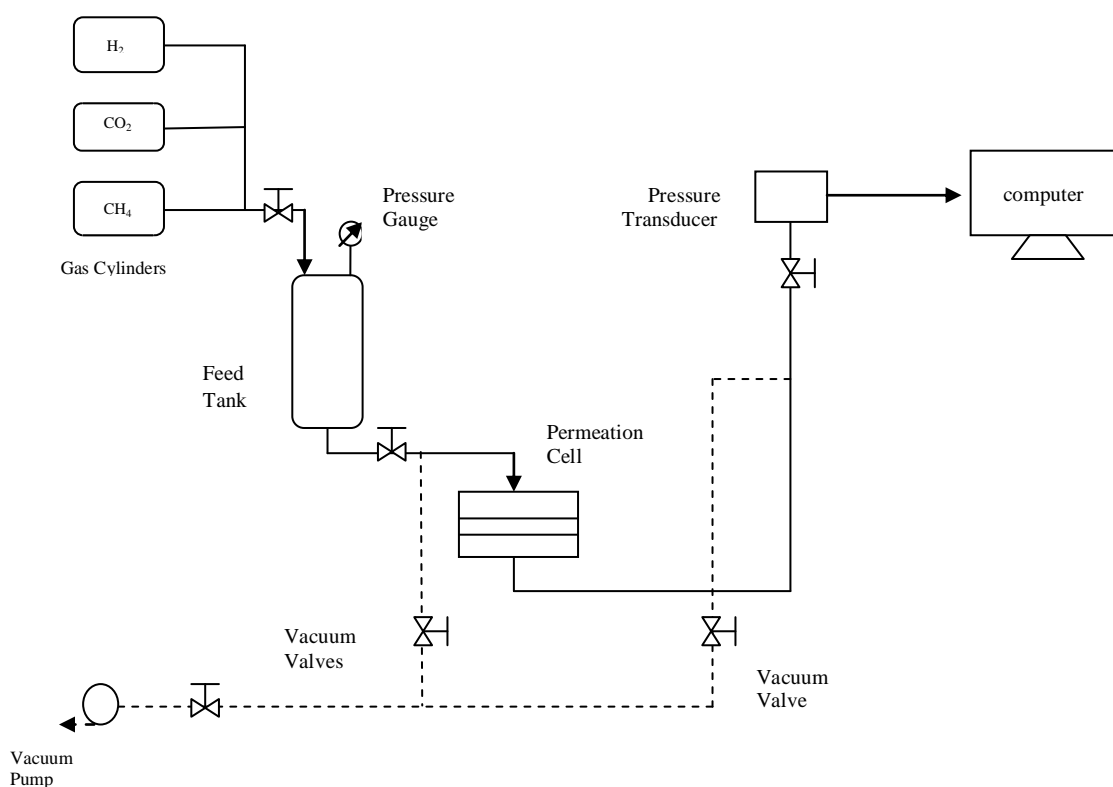 H₂
CO₂
CH₄
Gas Cylinders
Pressure
Gauge
Pressure
Transducer
computer
Feed
Tank
Permeation
Cell
Vacuum
Valves
Vacuum
Valve
Vacuum
Pump